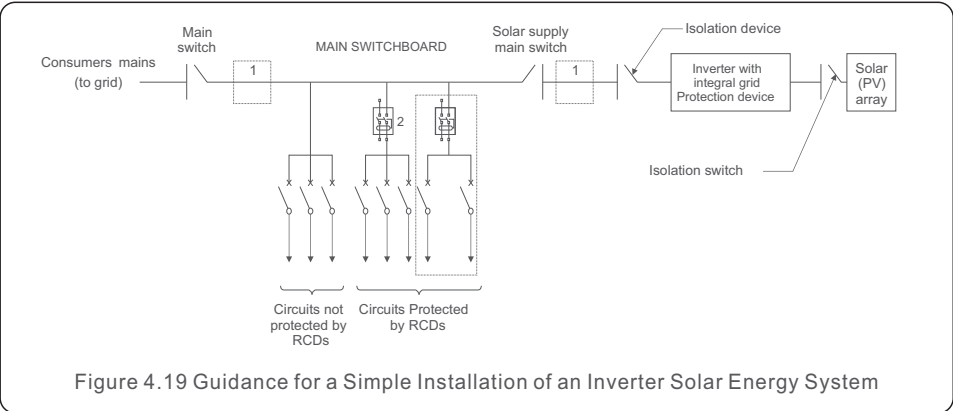 Main
switch
Consumers mains
(to grid)
1
MAIN SWITCHBOARD
Solar supply
main switch
1
Isolation device
Inverter with
integral grid
Protection device
Solar
(PV)
array
2
Isolation switch
Circuits not
protected by
RCDs
Circuits Protected
by RCDs
Figure 4.19 Guidance for a Simple Installation of an Inverter Solar Energy System